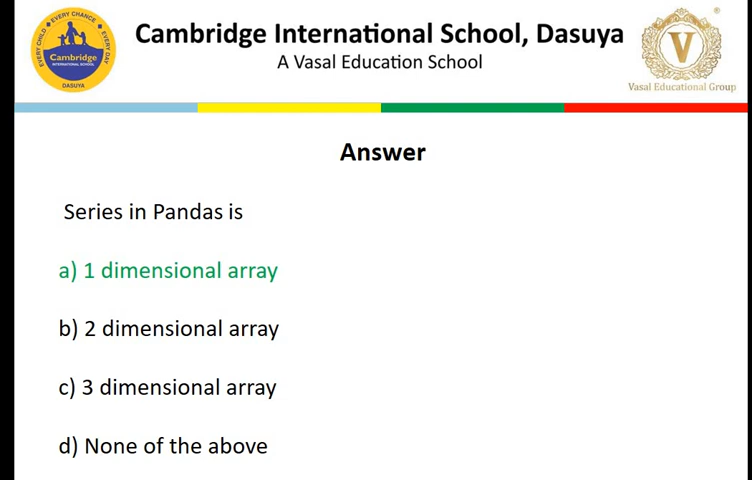 Cambridge International School, Dasuya
A Vasal Education School
EVERY CHILD ★ EVERY CHANCE ★ EVERY DAY
Cambridge
INTERNATIONAL SCHOOL
DASUYA
V
®
Vasal Educational Group
Answer
Series in Pandas is
a) 1 dimensional array
b) 2 dimensional array
c) 3 dimensional array
d) None of the above